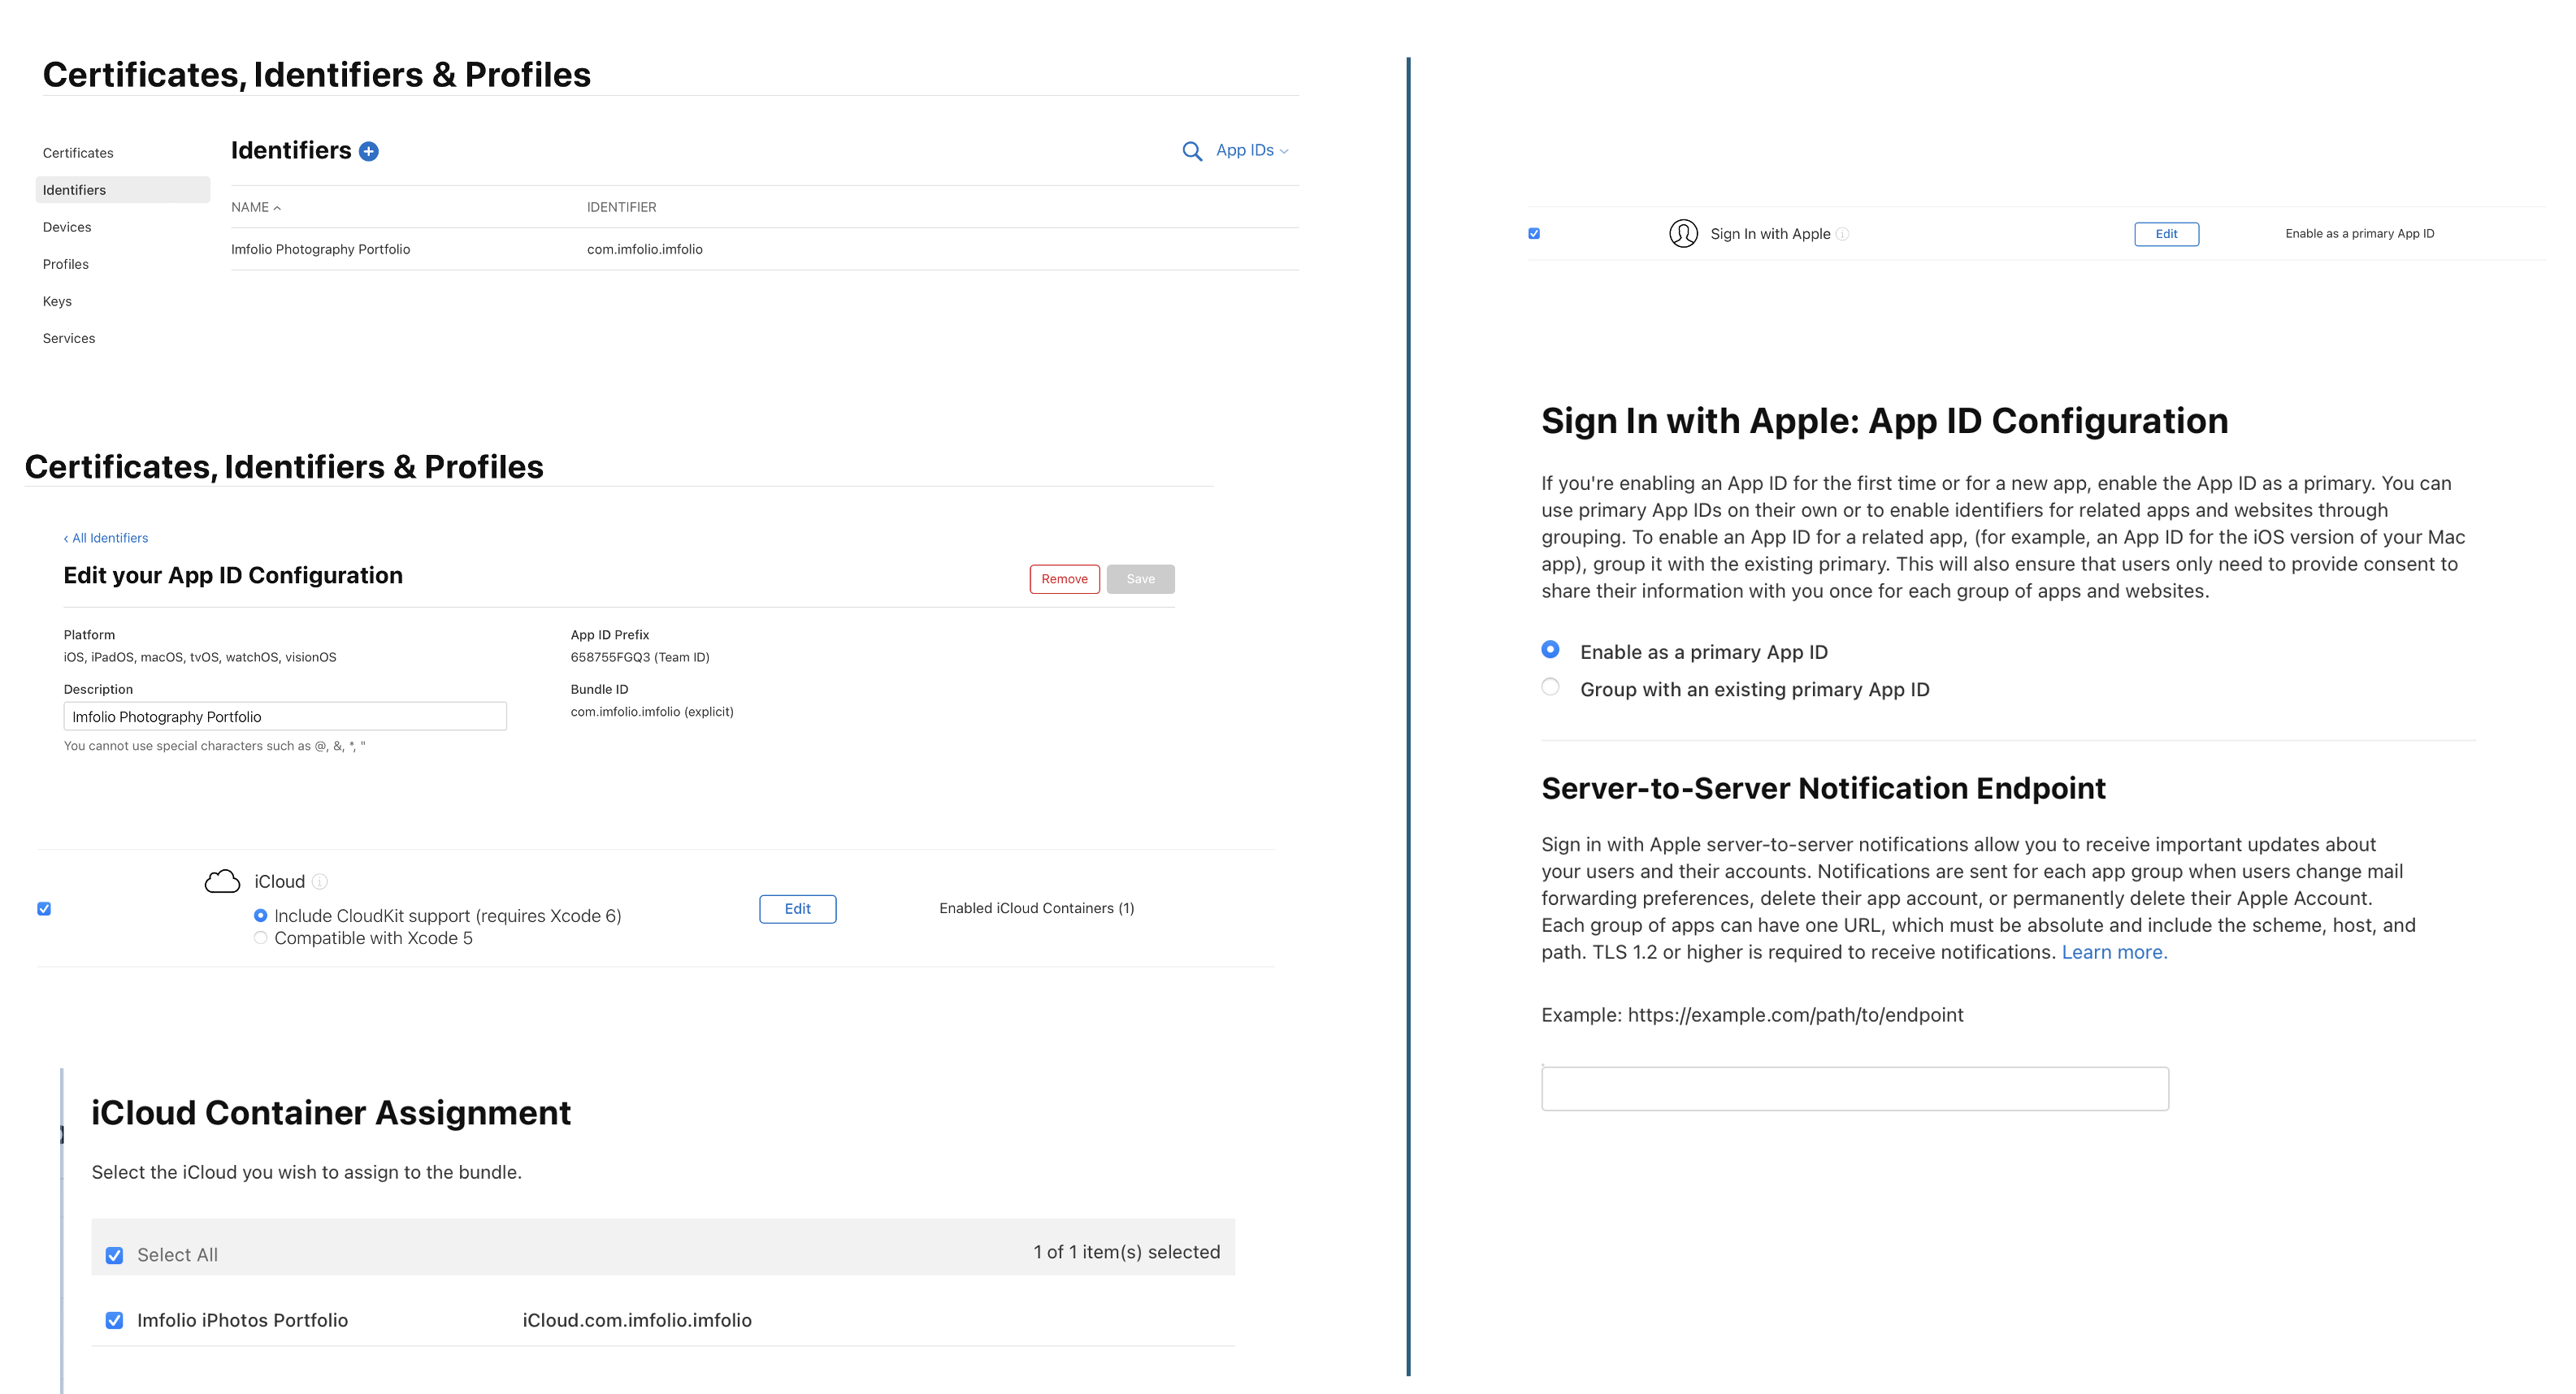 Certificates, Identifiers & Profiles
Certificates
Identifiers
Devices
Profiles
Keys
Services
Identifiers
App IDs
NAME IDENTIFIER
Imfolio Photography Portfolio com.imfolio.imfolio
Certificates, Identifiers & Profiles
‹ All Identifiers
Edit your App ID Configuration
Remove Save
Platform
iOS, iPadOS, macOS, tvOS, watchOS, visionOS
App ID Prefix
658755FGQ3 (Team ID)
Description
Imfolio Photography Portfolio
You cannot use special characters such as @, &, *, "
Bundle ID
com.imfolio.imfolio (explicit)
iCloud
Include CloudKit support (requires Xcode 6)
Compatible with Xcode 5
Edit
Enabled iCloud Containers (1)
iCloud Container Assignment
Select the iCloud you wish to assign to the bundle.
Select All 1 of 1 item(s) selected
Imfolio iPhotos Portfolio iCloud.com.imfolio.imfolio
Sign In with Apple Edit Enable as a primary App ID
Sign In with Apple: App ID Configuration
If you're enabling an App ID for the first time or for a new app, enable the App ID as a primary. You can
use primary App IDs on their own or to enable identifiers for related apps and websites through
grouping. To enable an App ID for a related app, (for example, an App ID for the iOS version of your Mac
app), group it with the existing primary. This will also ensure that users only need to provide consent to
share their information with you once for each group of apps and websites.
Enable as a primary App ID
Group with an existing primary App ID
Server-to-Server Notification Endpoint
Sign in with Apple server-to-server notifications allow you to receive important updates about
your users and their accounts. Notifications are sent for each app group when users change mail
forwarding preferences, delete their app account, or permanently delete their Apple Account.
Each group of apps can have one URL, which must be absolute and include the scheme, host, and
path. TLS 1.2 or higher is required to receive notifications. Learn more.
Example: https://example.com/path/to/endpoint